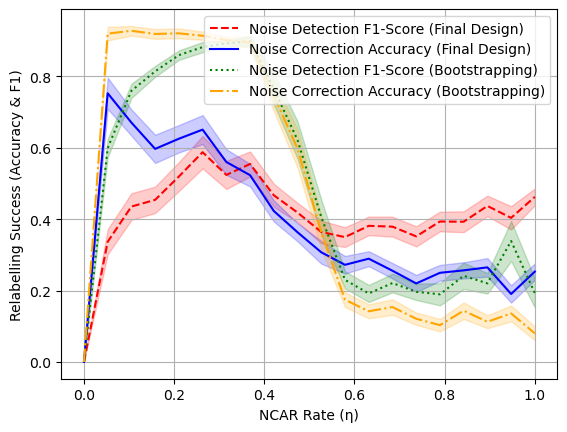 Noise Detection F1-Score (Final Design)
Noise Correction Accuracy (Final Design)
Noise Detection F1-Score (Bootstrapping)
Noise Correction Accuracy (Bootstrapping)
Relabelling Success (Accuracy & F1)
0.8
0.6
0.4
0.2
0.0
0.0 0.2 0.4 0.6 0.8 1.0
NCAR Rate (η)